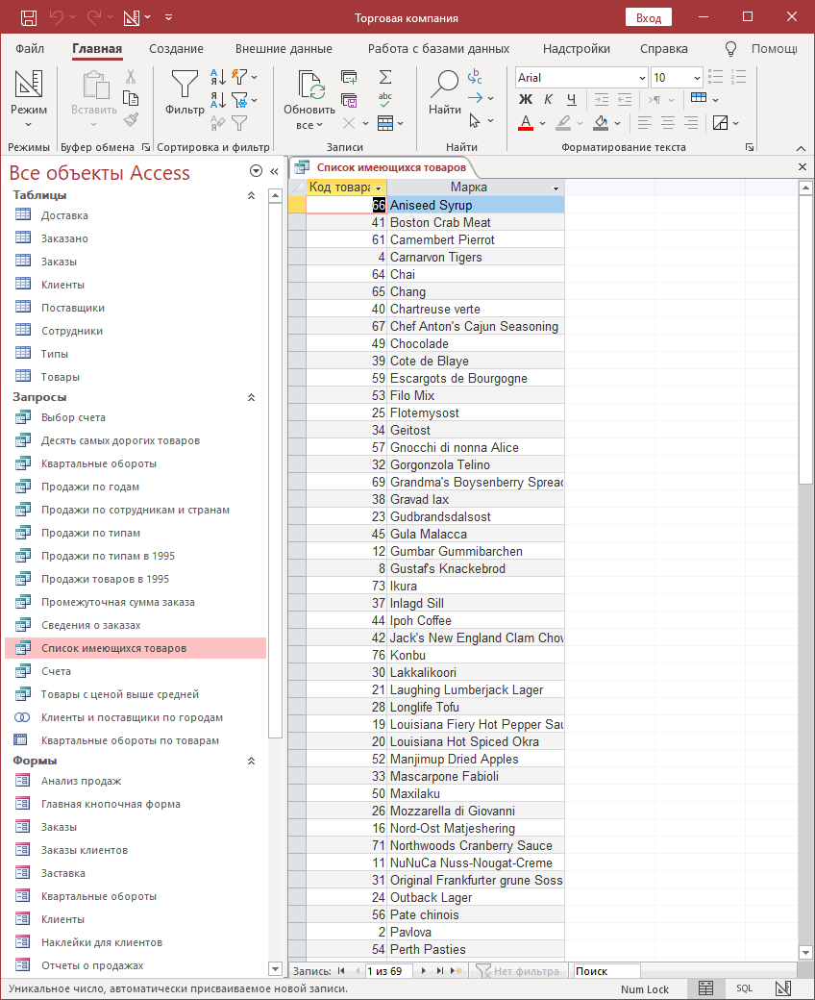 Торговая компания
Вход
Файл Главная Создание Внешние данные Работа с базами данных Надстройки Справка Помощь
Режим
Вставить
Фильтр
Обновить все
Найти
Arial 10
Ж К Ч
Режимы Буфер обмена Сортировка и фильтр Записи Найти Форматирование текста
Все объекты Access
Таблицы
Доставка
Заказано
Заказы
Клиенты
Поставщики
Сотрудники
Типы
Товары
Запросы
Выбор счета
Десять самых дорогих товаров
Квартальные обороты
Продажи по годам
Продажи по сотрудникам и странам
Продажи по типам
Продажи по типам в 1995
Продажи товаров в 1995
Промежуточная сумма заказа
Сведения о заказах
Список имеющихся товаров
Счета
Товары с ценой выше средней
Клиенты и поставщики по городам
Квартальные обороты по товарам
Формы
Анализ продаж
Главная кнопочная форма
Заказы
Заказы клиентов
Заставка
Квартальные обороты
Клиенты
Наклейки для клиентов
Отчеты о продажах
Список имеющихся товаров
Код товара Марка
66 Aniseed Syrup
41 Boston Crab Meat
61 Camembert Pierrot
4 Carnarvon Tigers
64 Chai
65 Chang
40 Chartreuse verte
67 Chef Anton's Cajun Seasoning
49 Chocolade
39 Cote de Blaye
59 Escargots de Bourgogne
53 Filo Mix
25 Flotemysost
34 Geitost
57 Gnocchi di nonna Alice
32 Gorgonzola Telino
69 Grandma's Boysenberry Spread
38 Gravad lax
23 Gudbrandsdalsost
45 Gula Malacca
12 Gumbar Gummibarchen
8 Gustaf's Knackebrod
73 Ikura
37 Inlagd Sill
44 Ipoh Coffee
42 Jack's New England Clam Chow
76 Konbu
30 Lakkalikoori
21 Laughing Lumberjack Lager
28 Longlife Tofu
19 Louisiana Fiery Hot Pepper Sau
20 Louisiana Hot Spiced Okra
52 Manjimup Dried Apples
33 Mascarpone Fabioli
50 Maxilaku
26 Mozzarella di Giovanni
16 Nord-Ost Matjeshering
71 Northwoods Cranberry Sauce
11 NuNuCa Nuss-Nougat-Creme
31 Original Frankfurter grune Soss
24 Outback Lager
56 Pate chinois
2 Pavlova
54 Perth Pasties
Запись: 1 из 69 Нет фильтра Поиск
Уникальное число, автоматически присваиваемое новой записи.
Num Lock SQL